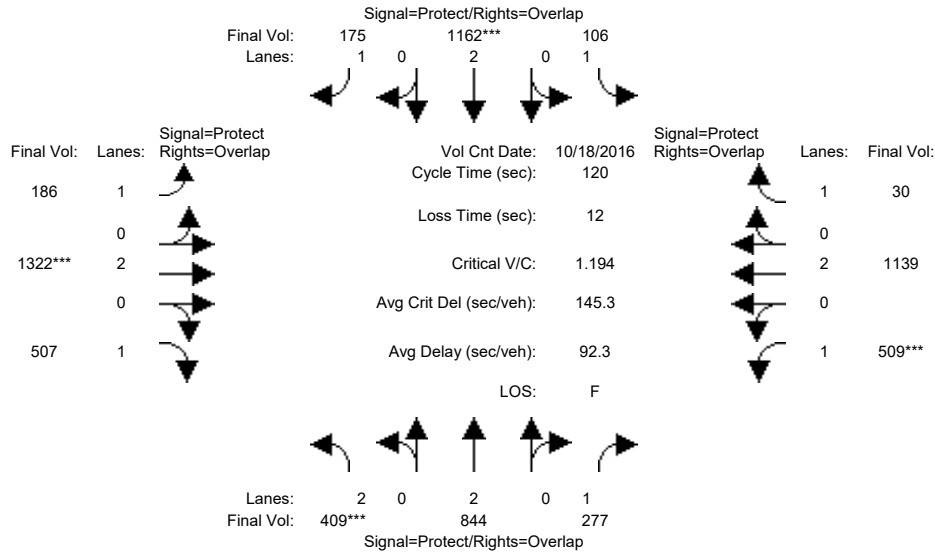 Signal=Protect/Rights=Overlap
Final Vol: 175 1162*** 106
Lanes: 1 0 2 0 1
Signal=Protect Signal=Protect
Final Vol: Lanes: Rights=Overlap Vol Cnt Date: 10/18/2016 Rights=Overlap Lanes: Final Vol:
Cycle Time (sec): 120
186 1 1 30
Loss Time (sec): 12
0 0
1322*** 2 Critical V/C: 1.194 2 1139
0 Avg Crit Del (sec/veh): 145.3 0
507 1 Avg Delay (sec/veh): 92.3 1 509***
LOS: F
Lanes: 2 0 2 0 1
Final Vol: 409*** 844 277
Signal=Protect/Rights=Overlap